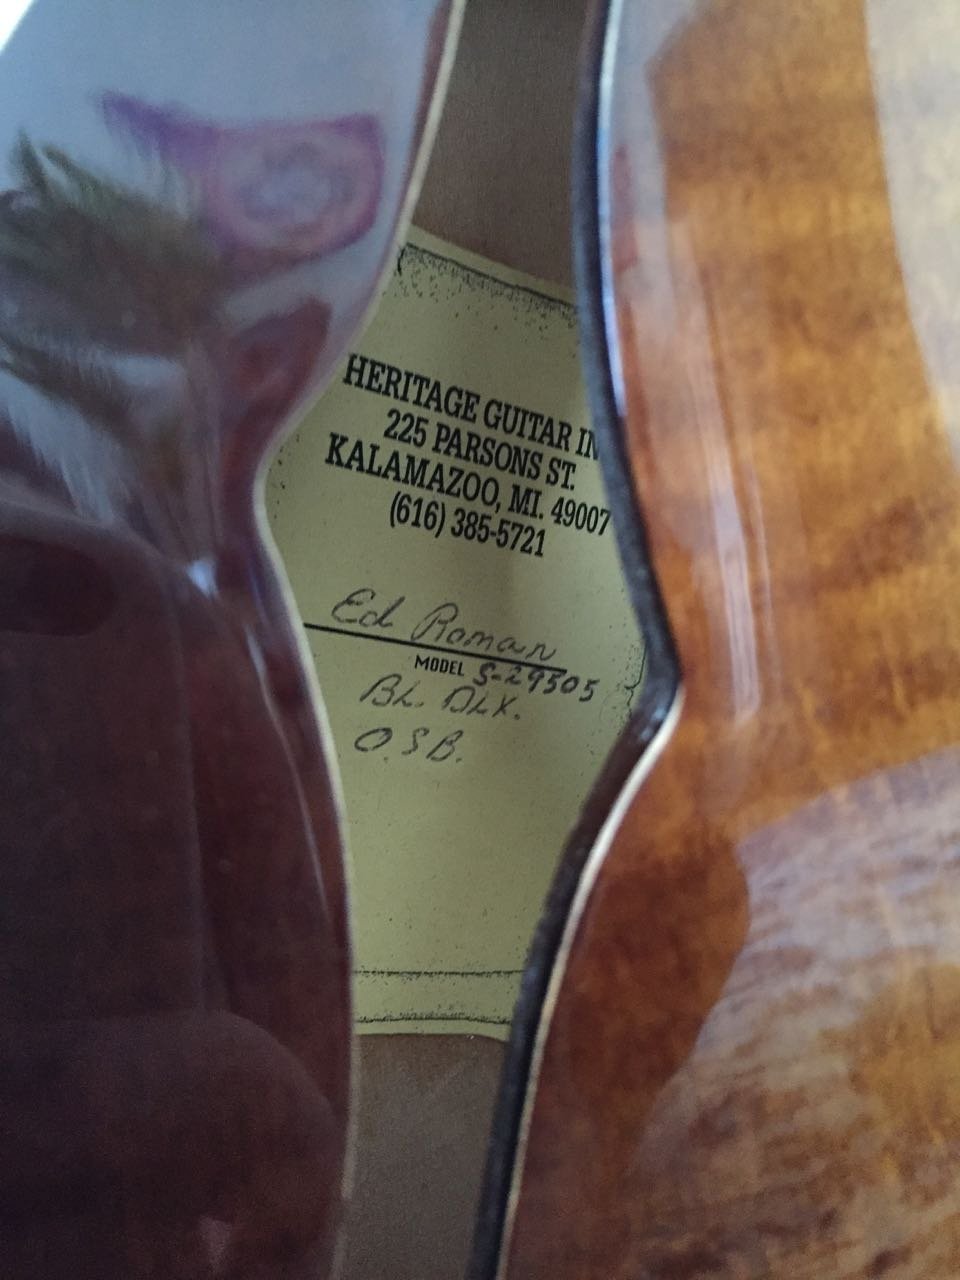 HERITAGE GUITAR IN
225 PARSONS ST.
KALAMAZOO, MI. 49007
(616) 385-5721
Ed Roman
MODEL S-29505
BL. DLX.
O.S.B.